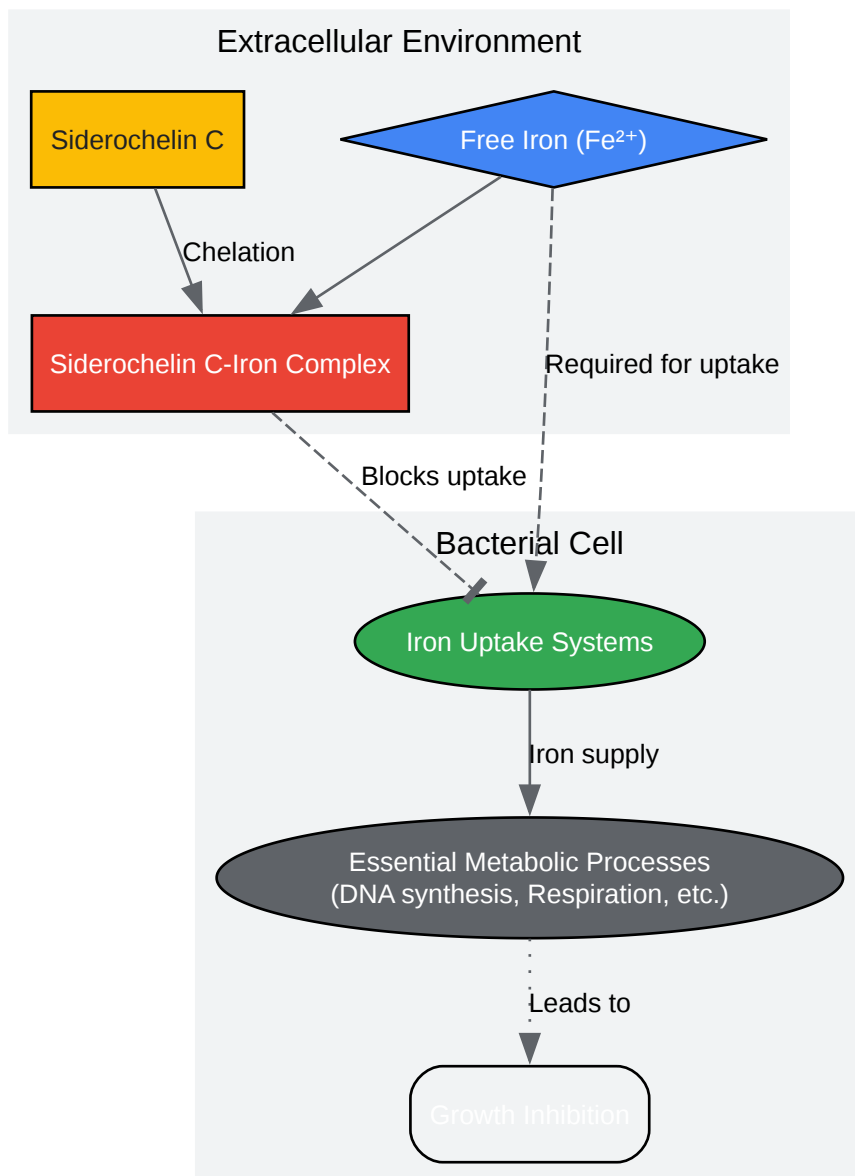 Extracellular Environment
Siderochelin C
Free Iron (Fe²⁺)
Chelation
Siderochelin C-Iron Complex
Required for uptake
Blocks uptake
Bacterial Cell
Iron Uptake Systems
Iron supply
Essential Metabolic Processes
(DNA synthesis, Respiration, etc.)
Leads to
Growth Inhibition